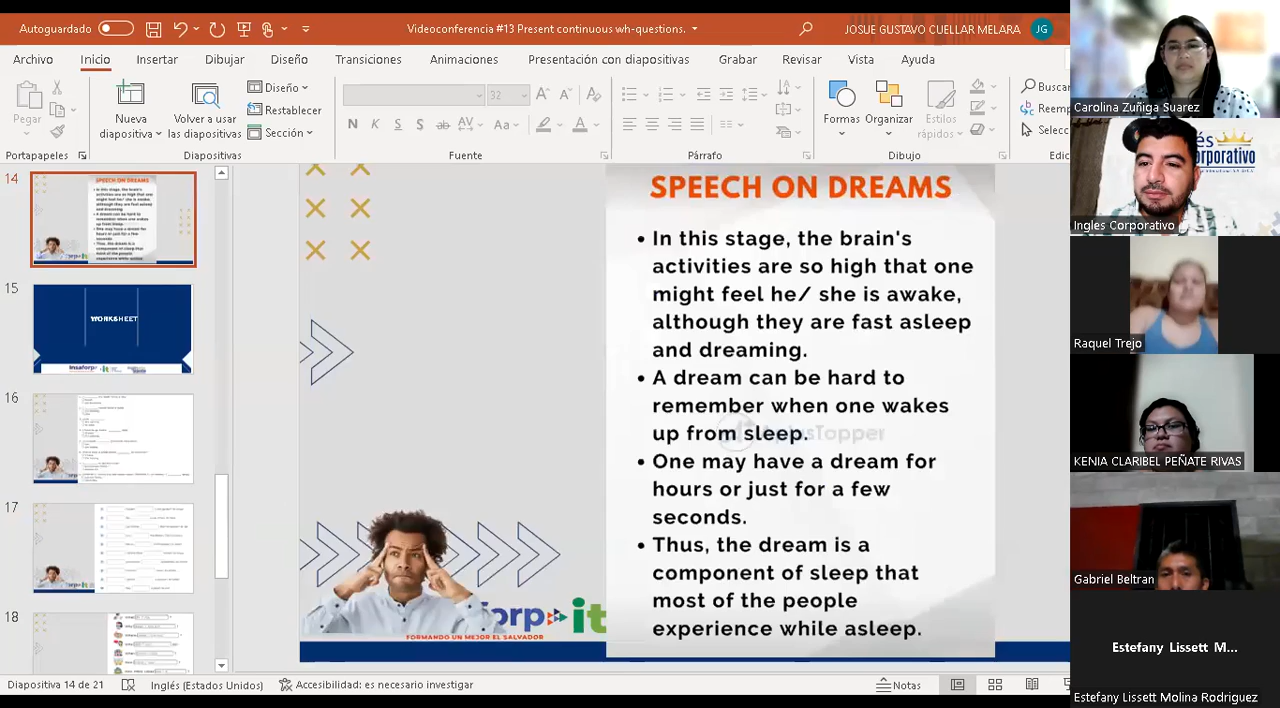 Autoguardado
Videoconferencia #13 Present continuous wh-questions.
JOSUE GUSTAVO CUELLAR MELARA
JG
Archivo Inicio Insertar Dibujar Diseño Transiciones Animaciones Presentación con diapositivas Grabar Revisar Vista Ayuda
Pegar
Nueva
diapositiva
Volver a usar
las diapositivas
Diseño
Restablecer
Sección
32
Formas
Organizar
Estilos
rápidos
Portapapeles
Diapositivas
Fuente
Párrafo
Dibujo
14
15
WORKSHEET
16
17
18
SPEECH ON DREAMS
• In this stage, the brain's
activities are so high that one
might feel he/ she is awake,
although they are fast asleep
and dreaming.
• A dream can be hard to
remember when one wakes
up from sleep.
• One may have a dream for
hours or just for a few
seconds.
• Thus, the dream is a
component of sleep that
most of the people
experience while asleep.
FORMANDO UN MEJOR EL SALVADOR
Diapositiva 14 de 21
Inglés (Estados Unidos)
Accesibilidad: es necesario investigar
Notas
Carolina Zuñiga Suarez
Ingles Corporativo
Raquel Trejo
KENIA CLARIBEL PEÑATE RIVAS
Gabriel Beltran
Estefany Lissett M...
Estefany Lissett Molina Rodriguez